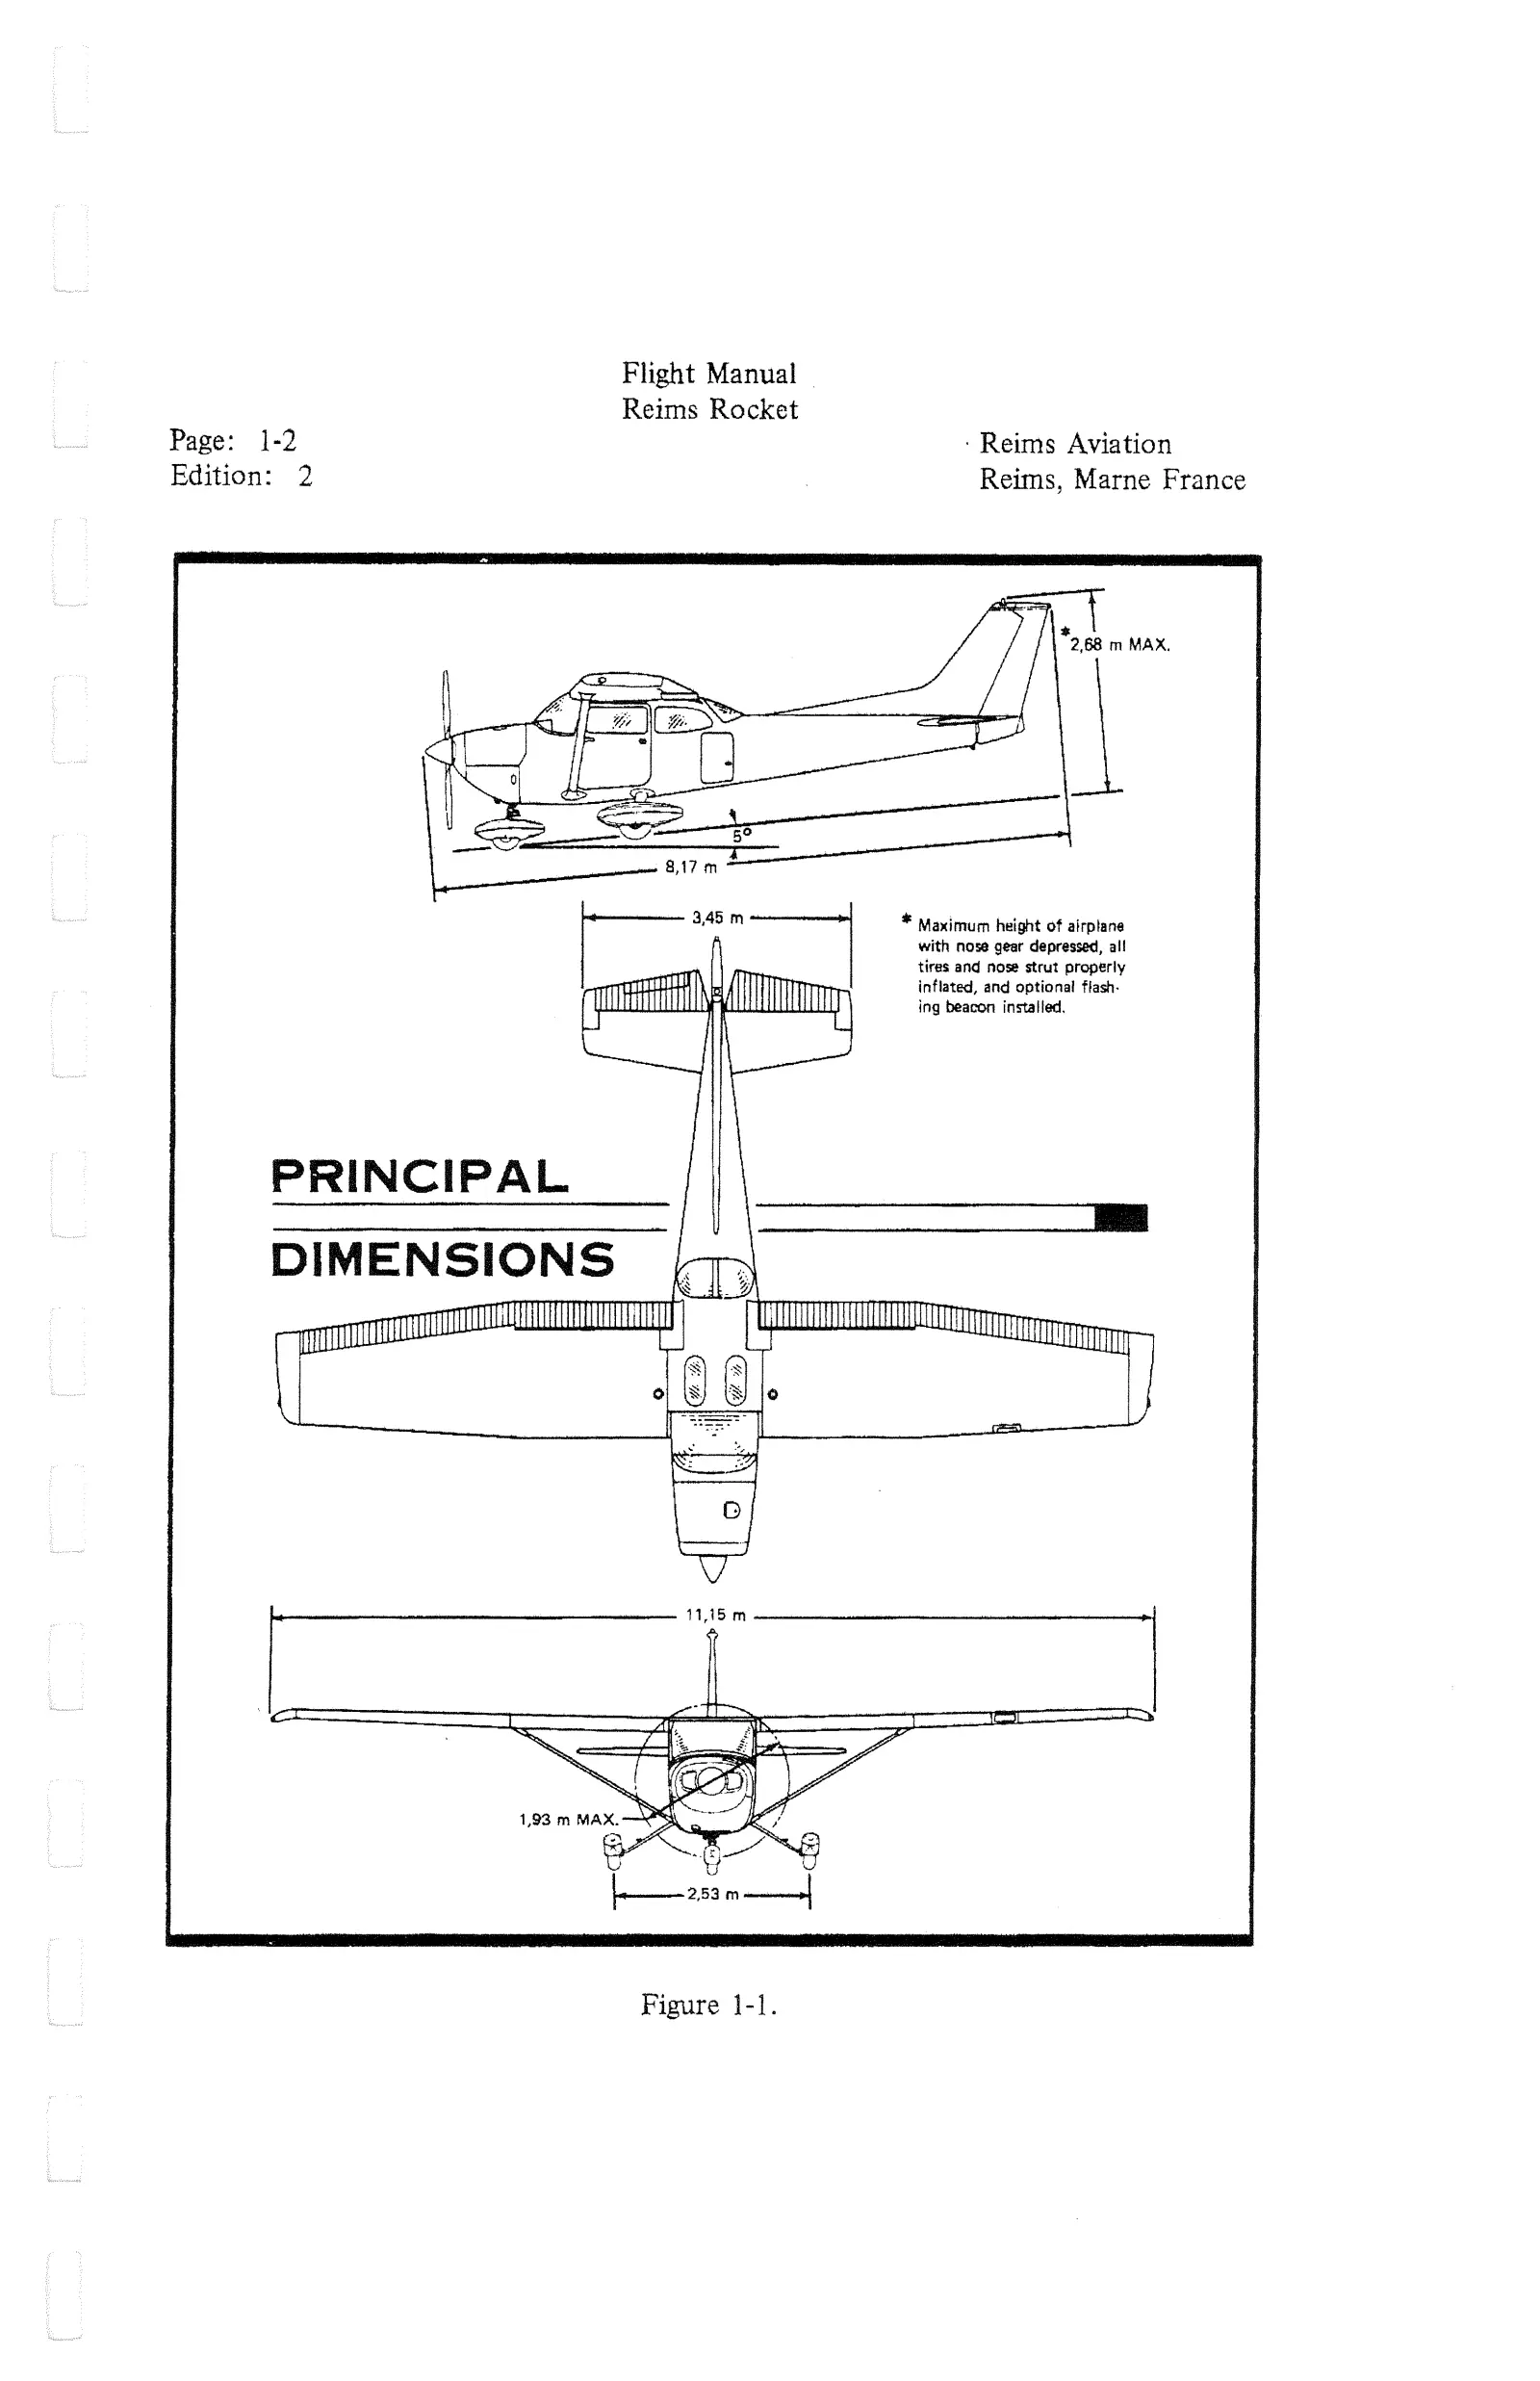 Flight Manual
Reims Rocket
Page: 1-2
Edition: 2
Reims Aviation
Reims, Marne France
*2,68 m MAX.
5°
8,17 m
3,45 m
* Maximum height of airplane
with nose gear depressed, all
tires and nose strut properly
inflated, and optional flash-
ing beacon installed.
PRINCIPAL
DIMENSIONS
11,15 m
1,93 m MAX.
2,53 m
Figure 1-1.